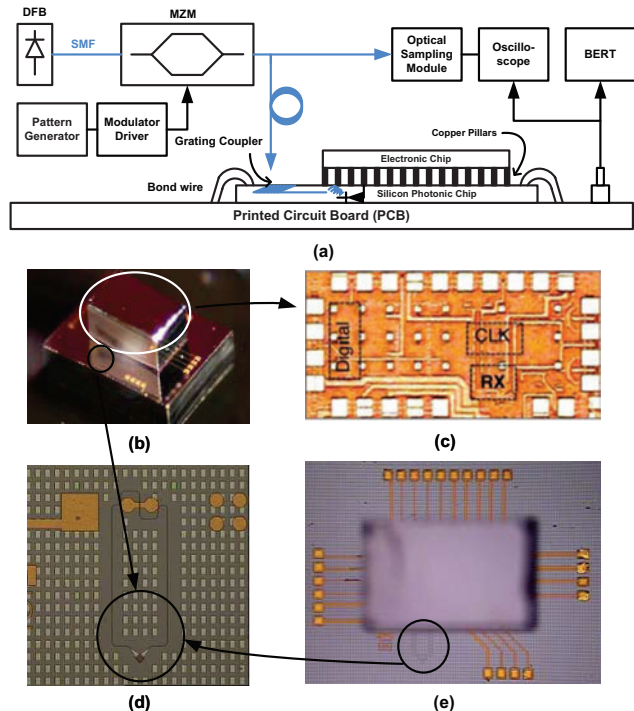 DFB
SMF
MZM
Optical
Sampling
Module
Oscillo-
scope
BERT
Pattern
Generator
Modulator
Driver
Grating Coupler
Copper Pillars
Electronic Chip
Bond wire
Silicon Photonic Chip
Printed Circuit Board (PCB)
(a)
(b)
Digital
CLK
RX
(c)
(d)
(e)